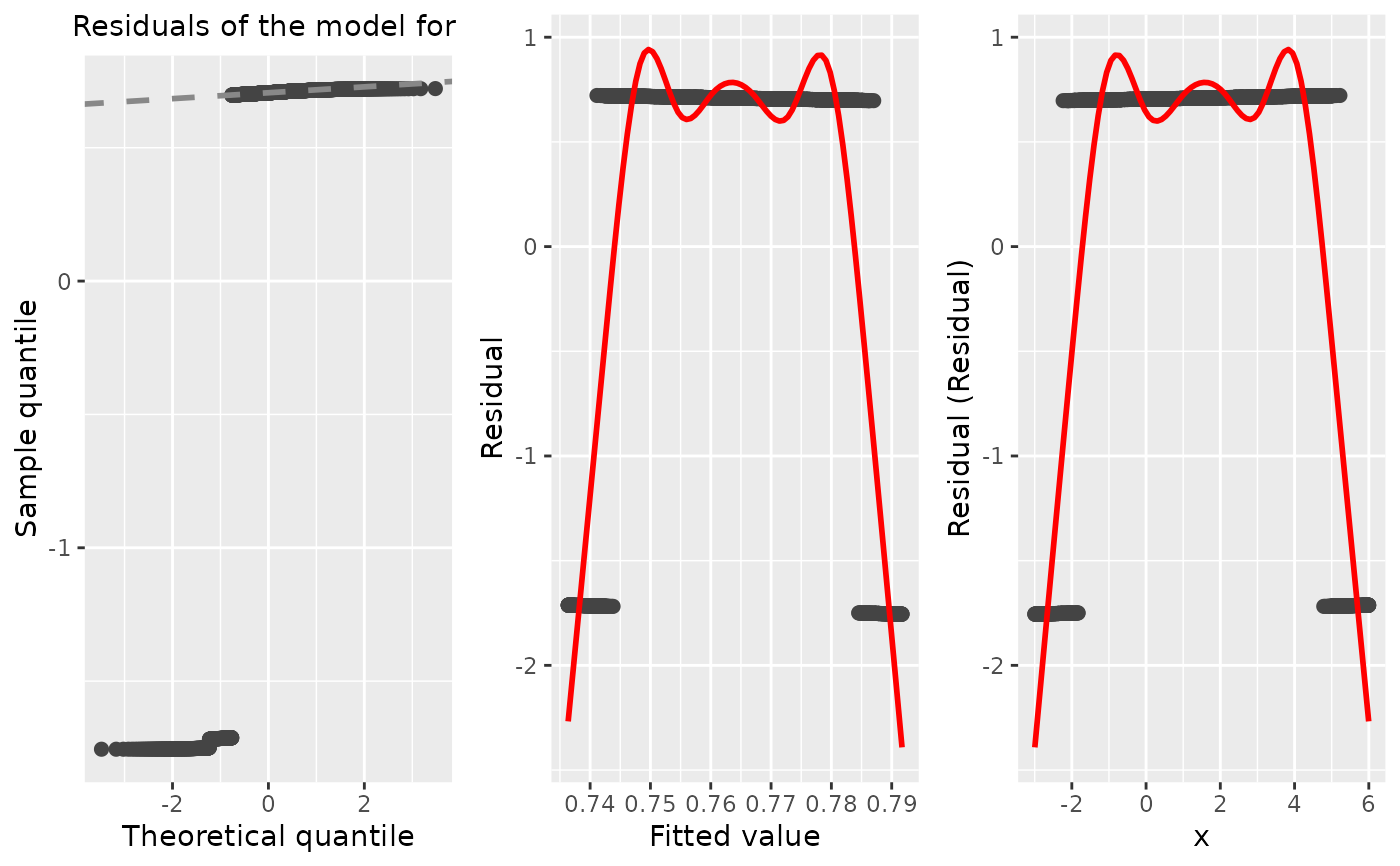 Residuals of the model for
0
-1
-2 0 2
Sample quantile
Theoretical quantile
1
0
-1
-2
0.74 0.75 0.76 0.77 0.78 0.79
Residual
Fitted value
1
0
-1
-2
-2 0 2 4 6
Residual (Residual)
x